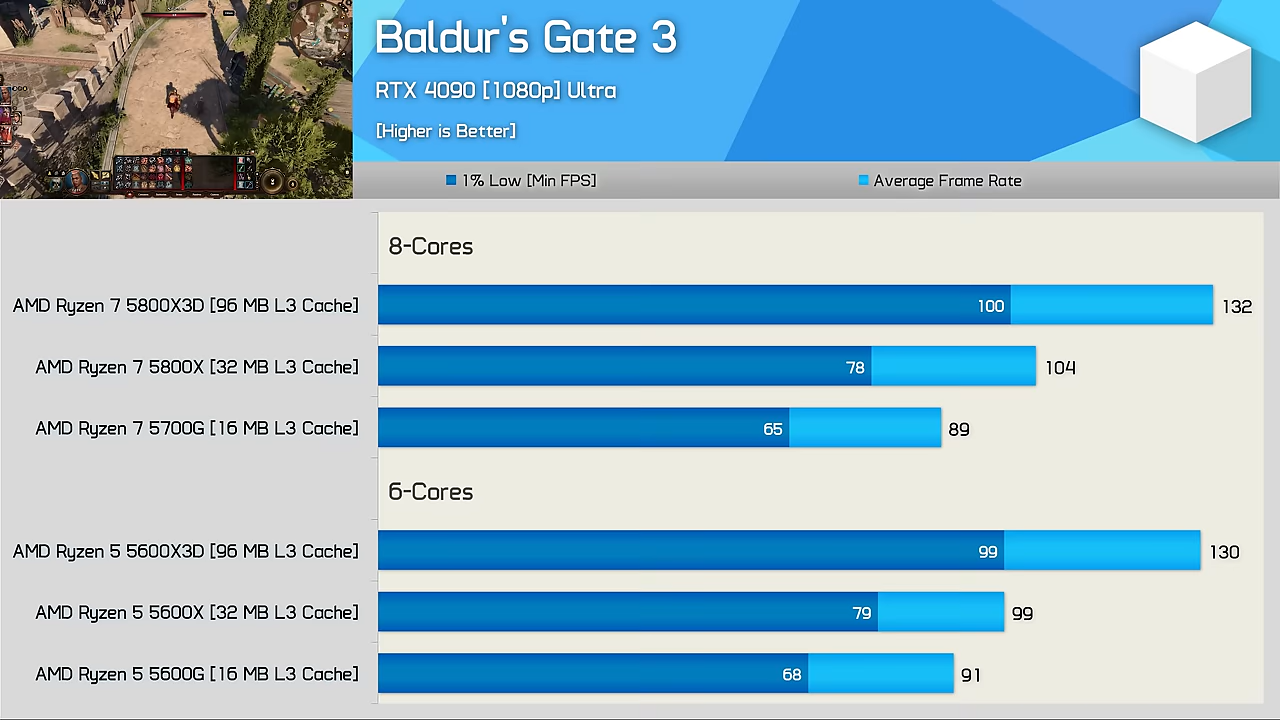 Baldur's Gate 3
RTX 4090 [1080p] Ultra
[Higher is Better]
1% Low [Min FPS]
Average Frame Rate
8-Cores
AMD Ryzen 7 5800X3D [96 MB L3 Cache]
100
132
AMD Ryzen 7 5800X [32 MB L3 Cache]
78
104
AMD Ryzen 7 5700G [16 MB L3 Cache]
65
89
6-Cores
AMD Ryzen 5 5600X3D [96 MB L3 Cache]
99
130
AMD Ryzen 5 5600X [32 MB L3 Cache]
79
99
AMD Ryzen 5 5600G [16 MB L3 Cache]
68
91